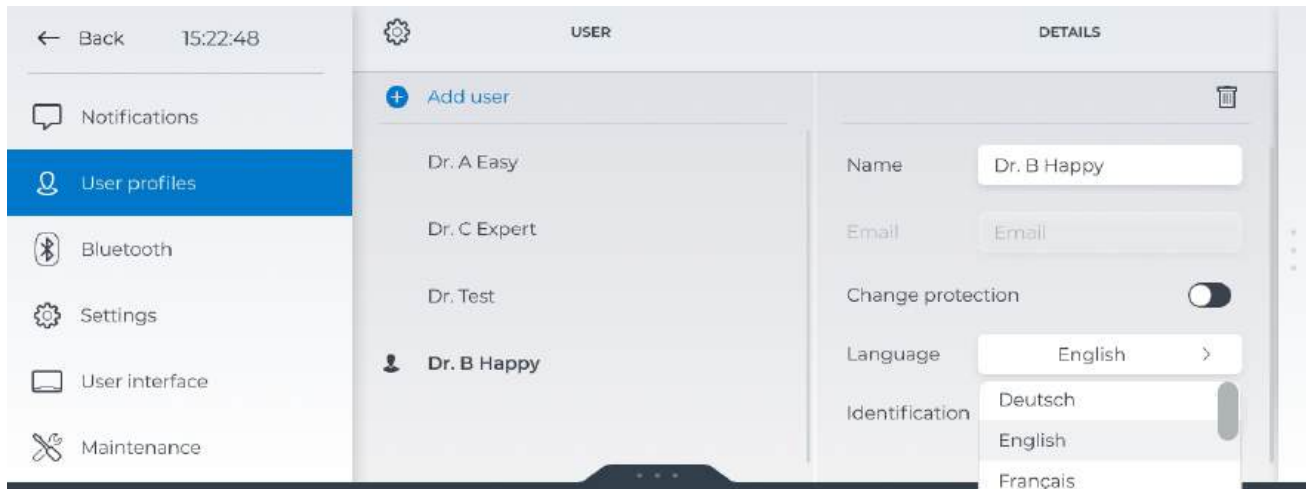 Back 15:22:48
Notifications
User profiles
Bluetooth
Settings
User interface
Maintenance
USER
Add user
Dr. A Easy
Dr. C Expert
Dr. Test
Dr. B Happy
DETAILS
Name Dr. B Happy
Email Email
Change protection
Language English
Identification
Deutsch
English
Français